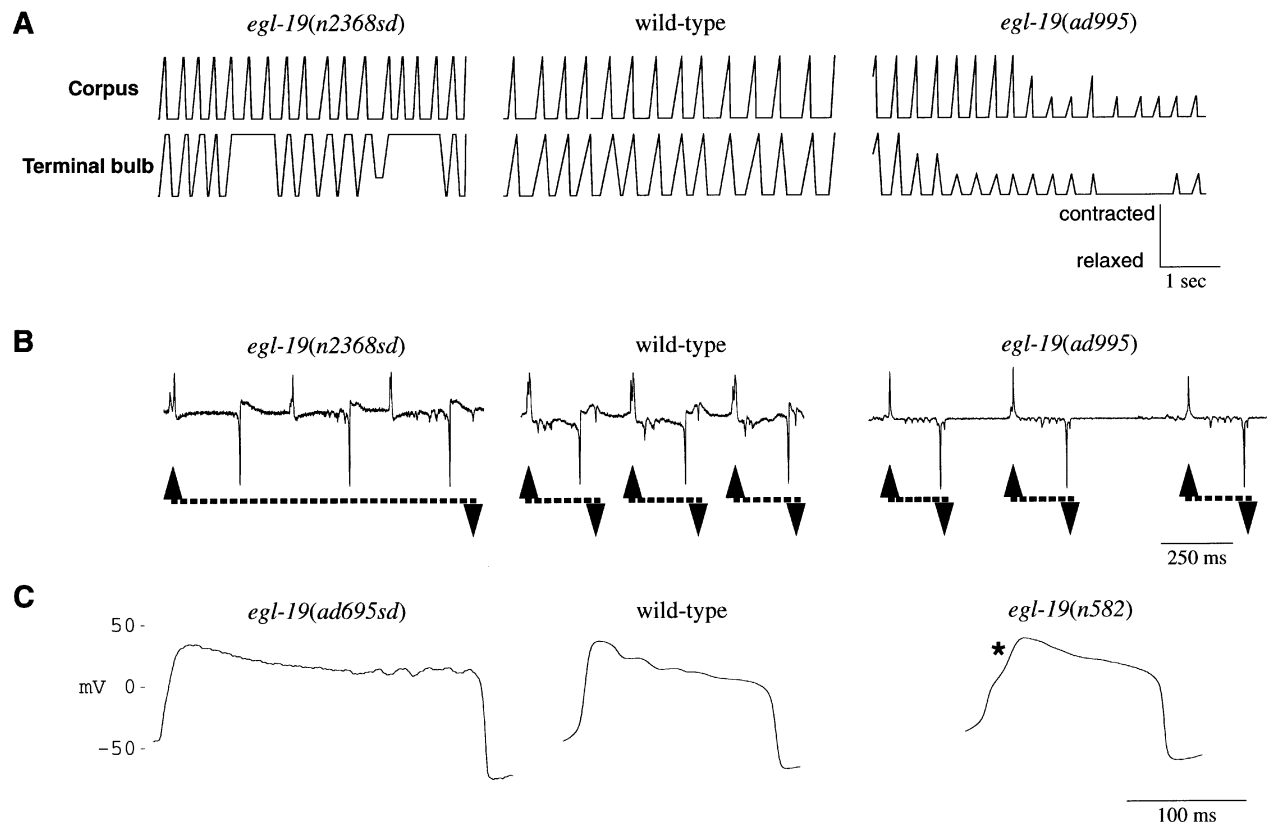 A
egl-19(n2368sd) wild-type egl-19(ad995)
Corpus
Terminal bulb
contracted
relaxed
1 sec
B
egl-19(n2368sd) wild-type egl-19(ad995)
250 ms
C
egl-19(ad695sd) wild-type egl-19(n582)
50-
*
mV 0-
-50-
100 ms